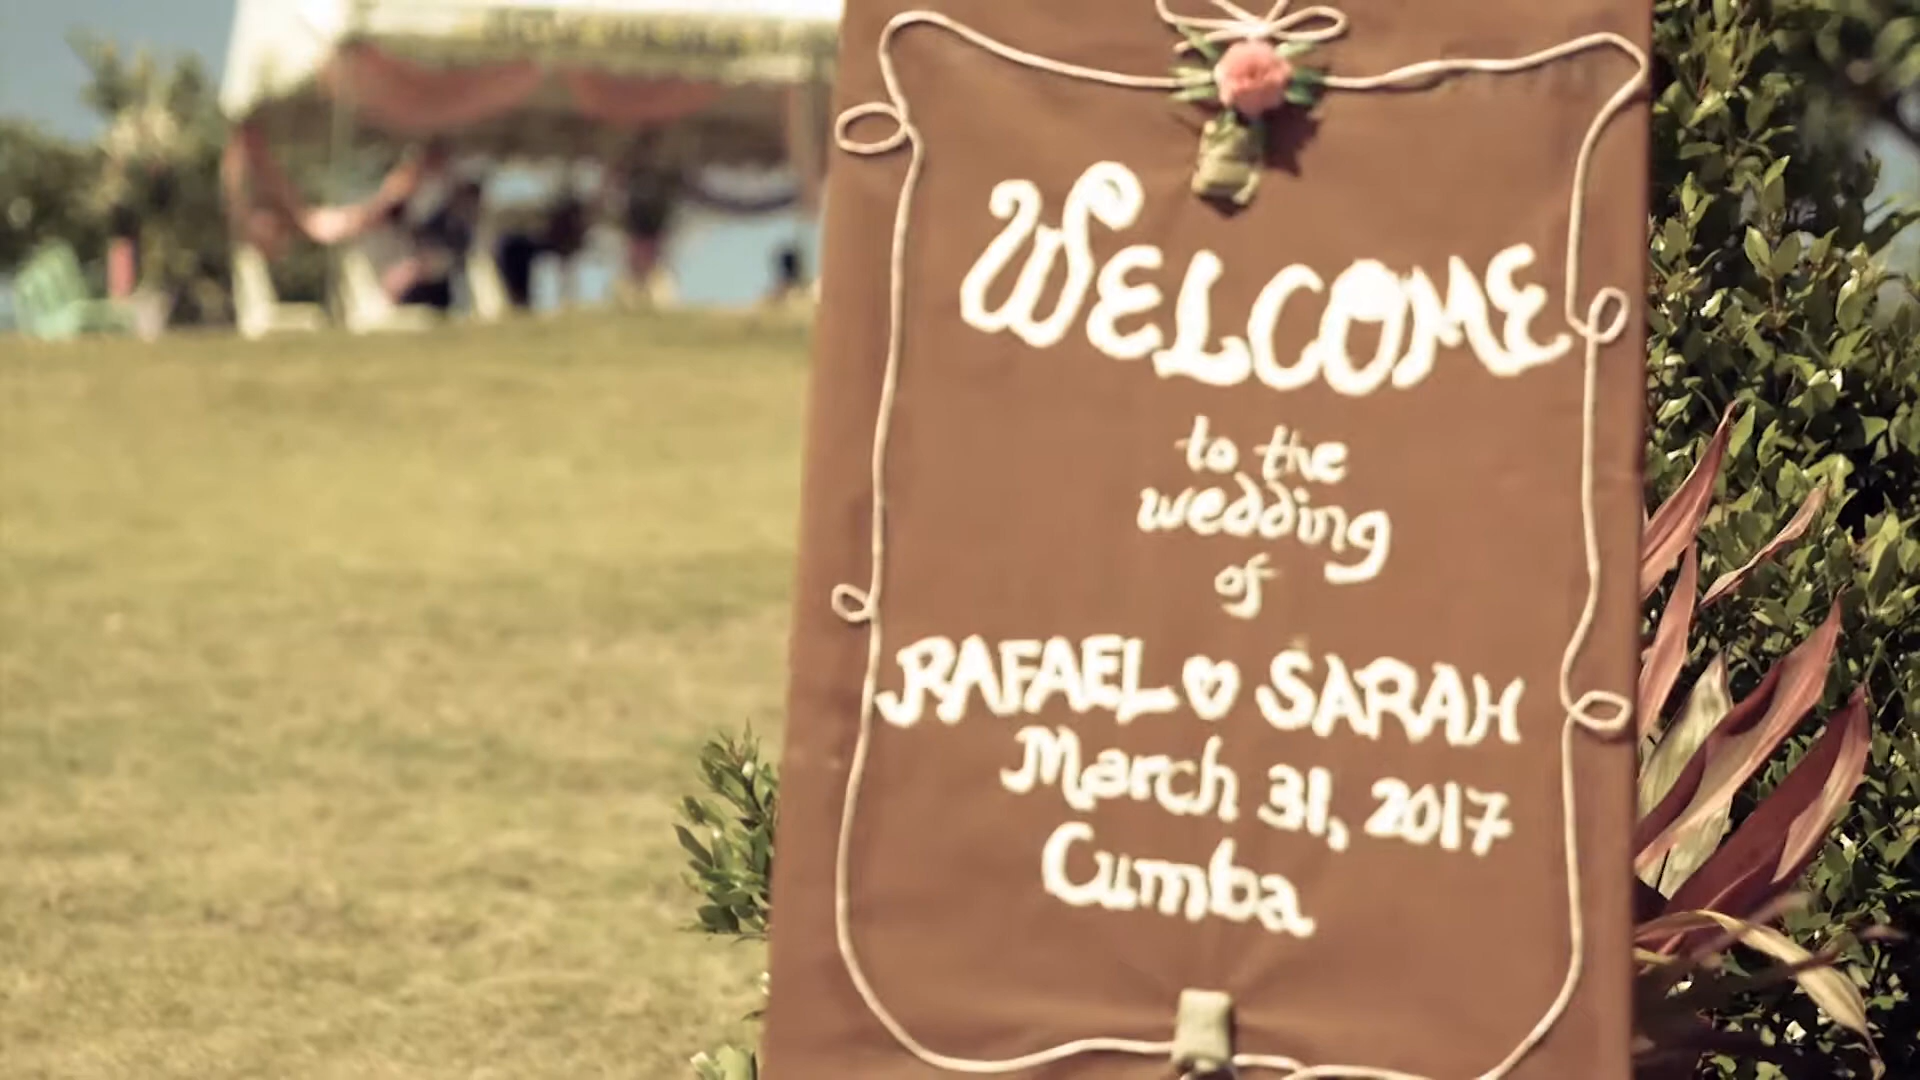 WELCOME
to the
wedding
of
RAFAEL ♡ SARAH
March 31, 2017
Cumba